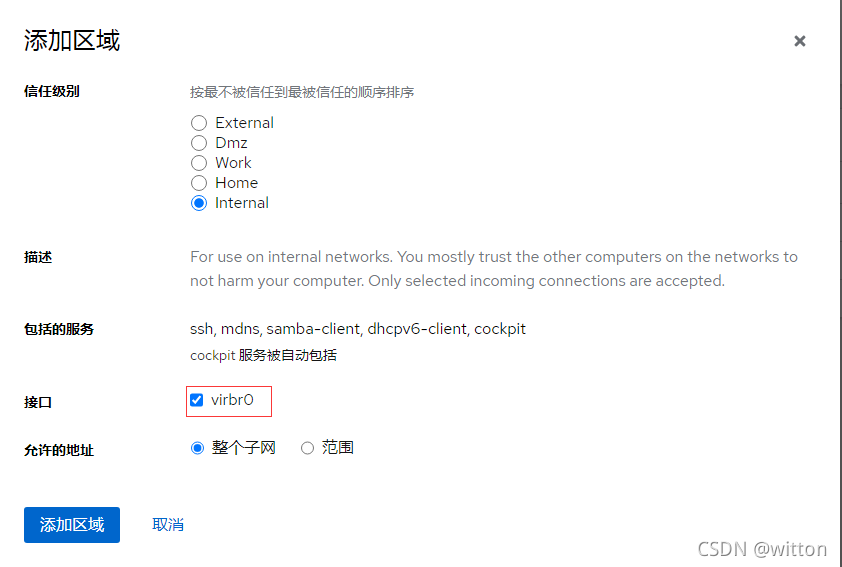 添加区域
信任级别 按最不被信任到最被信任的顺序排序
External
Dmz
Work
Home
Internal
描述 For use on internal networks. You mostly trust the other computers on the networks to
not harm your computer. Only selected incoming connections are accepted.
包括的服务 ssh, mdns, samba-client, dhcpv6-client, cockpit
cockpit 服务被自动包括
接口 virbr0
允许的地址 整个子网 范围
添加区域 取消
CSDN @witton